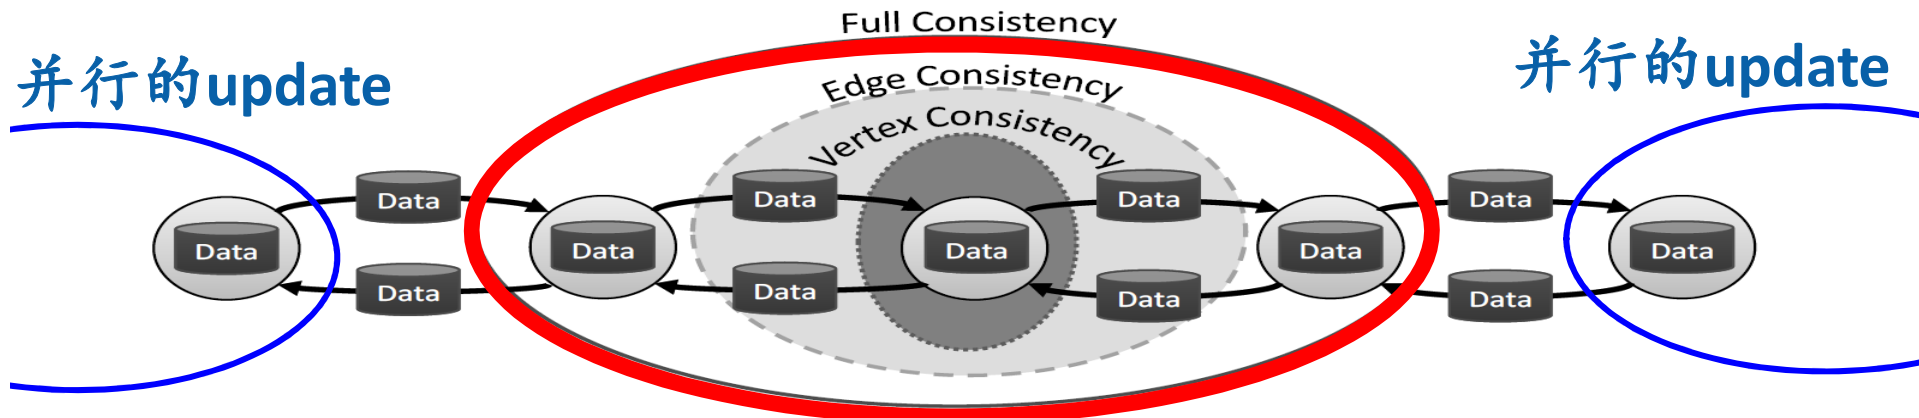 Full Consistency
并行的update
并行的update
Edge Consistency
Vertex Consistency
Data Data Data Data
Data Data Data Data Data
Data Data Data Data